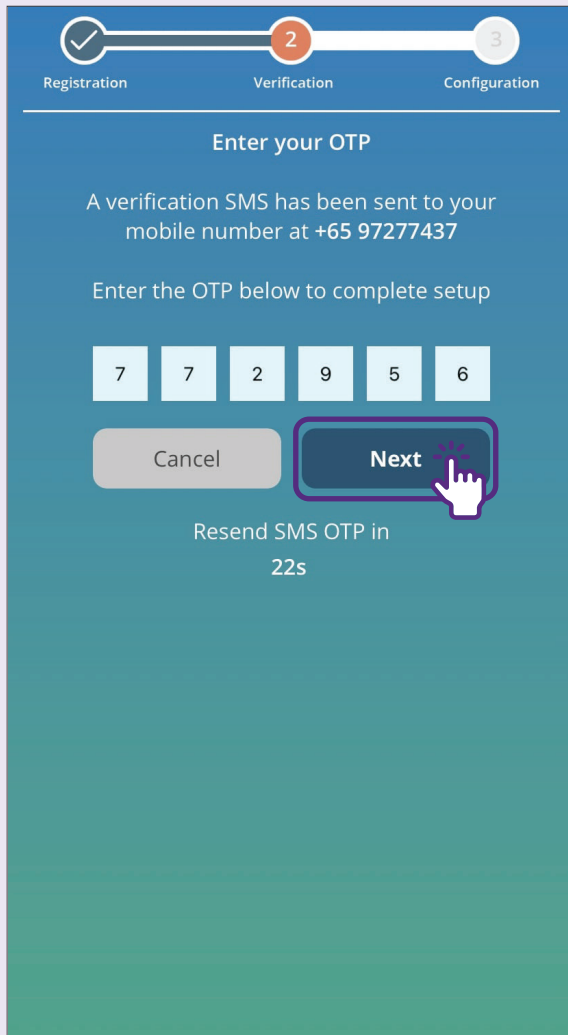 2
3
Registration
Verification
Configuration
Enter your OTP
A verification SMS has been sent to your
mobile number at +65 97277437
Enter the OTP below to complete setup
7 7 2 9 5 6
Cancel
Next
Resend SMS OTP in
22s